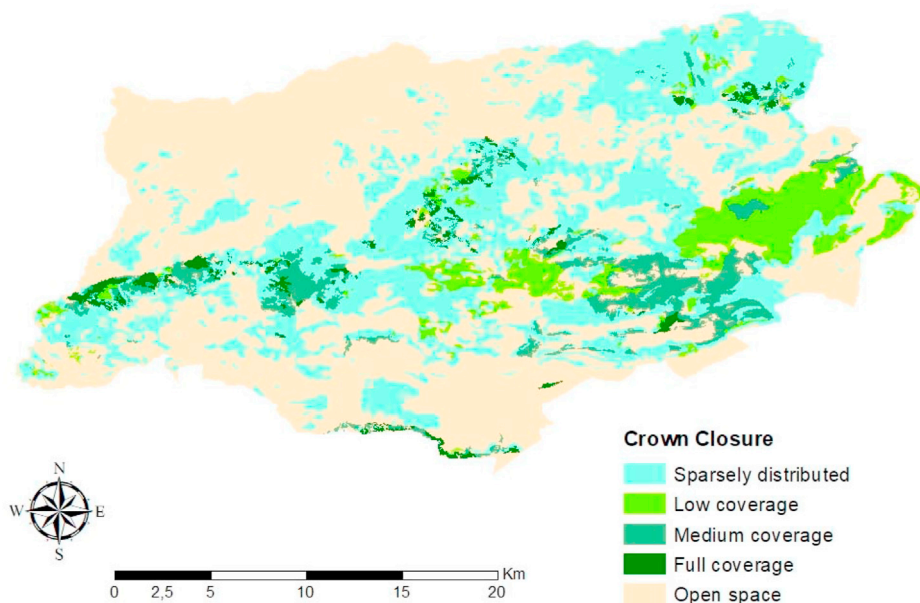 Crown Closure
Sparsely distributed
Low coverage
Medium coverage
Full coverage
Open space
N
W E
S
Km
0 2,5 5 10 15 20